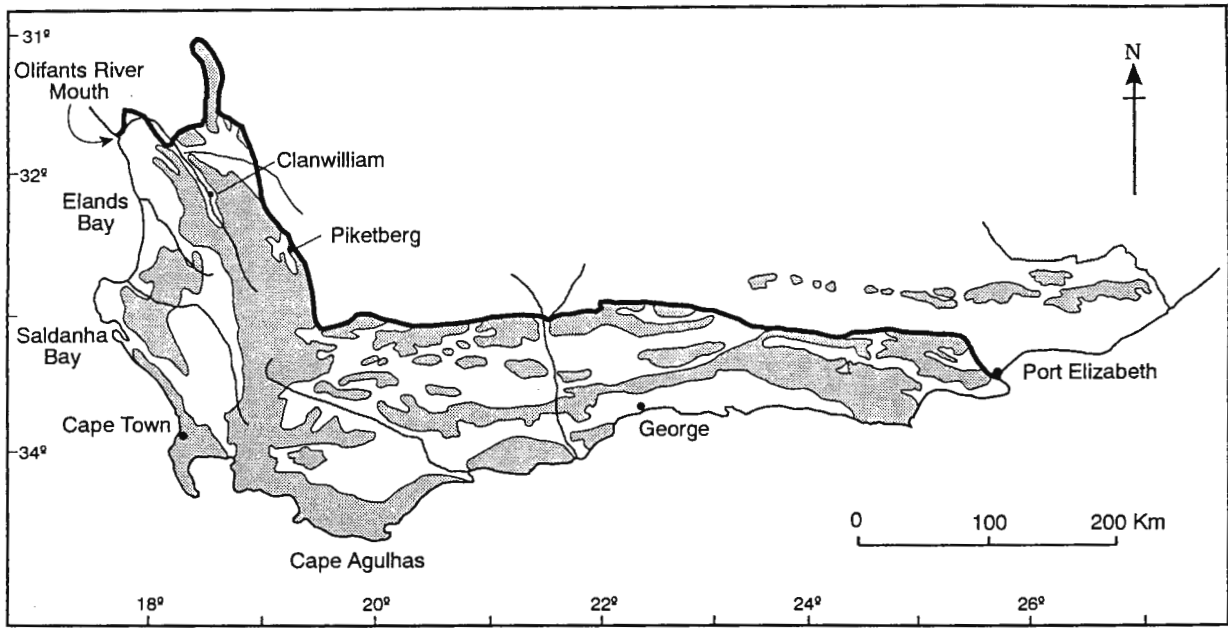 31º
Olifants River
Mouth
N
Clanwilliam
32º
Elands
Bay
Piketberg
Saldanha
Bay
Port Elizabeth
Cape Town
George
34º
0 100 200 Km
Cape Agulhas
18º 20º 22º 24º 26º